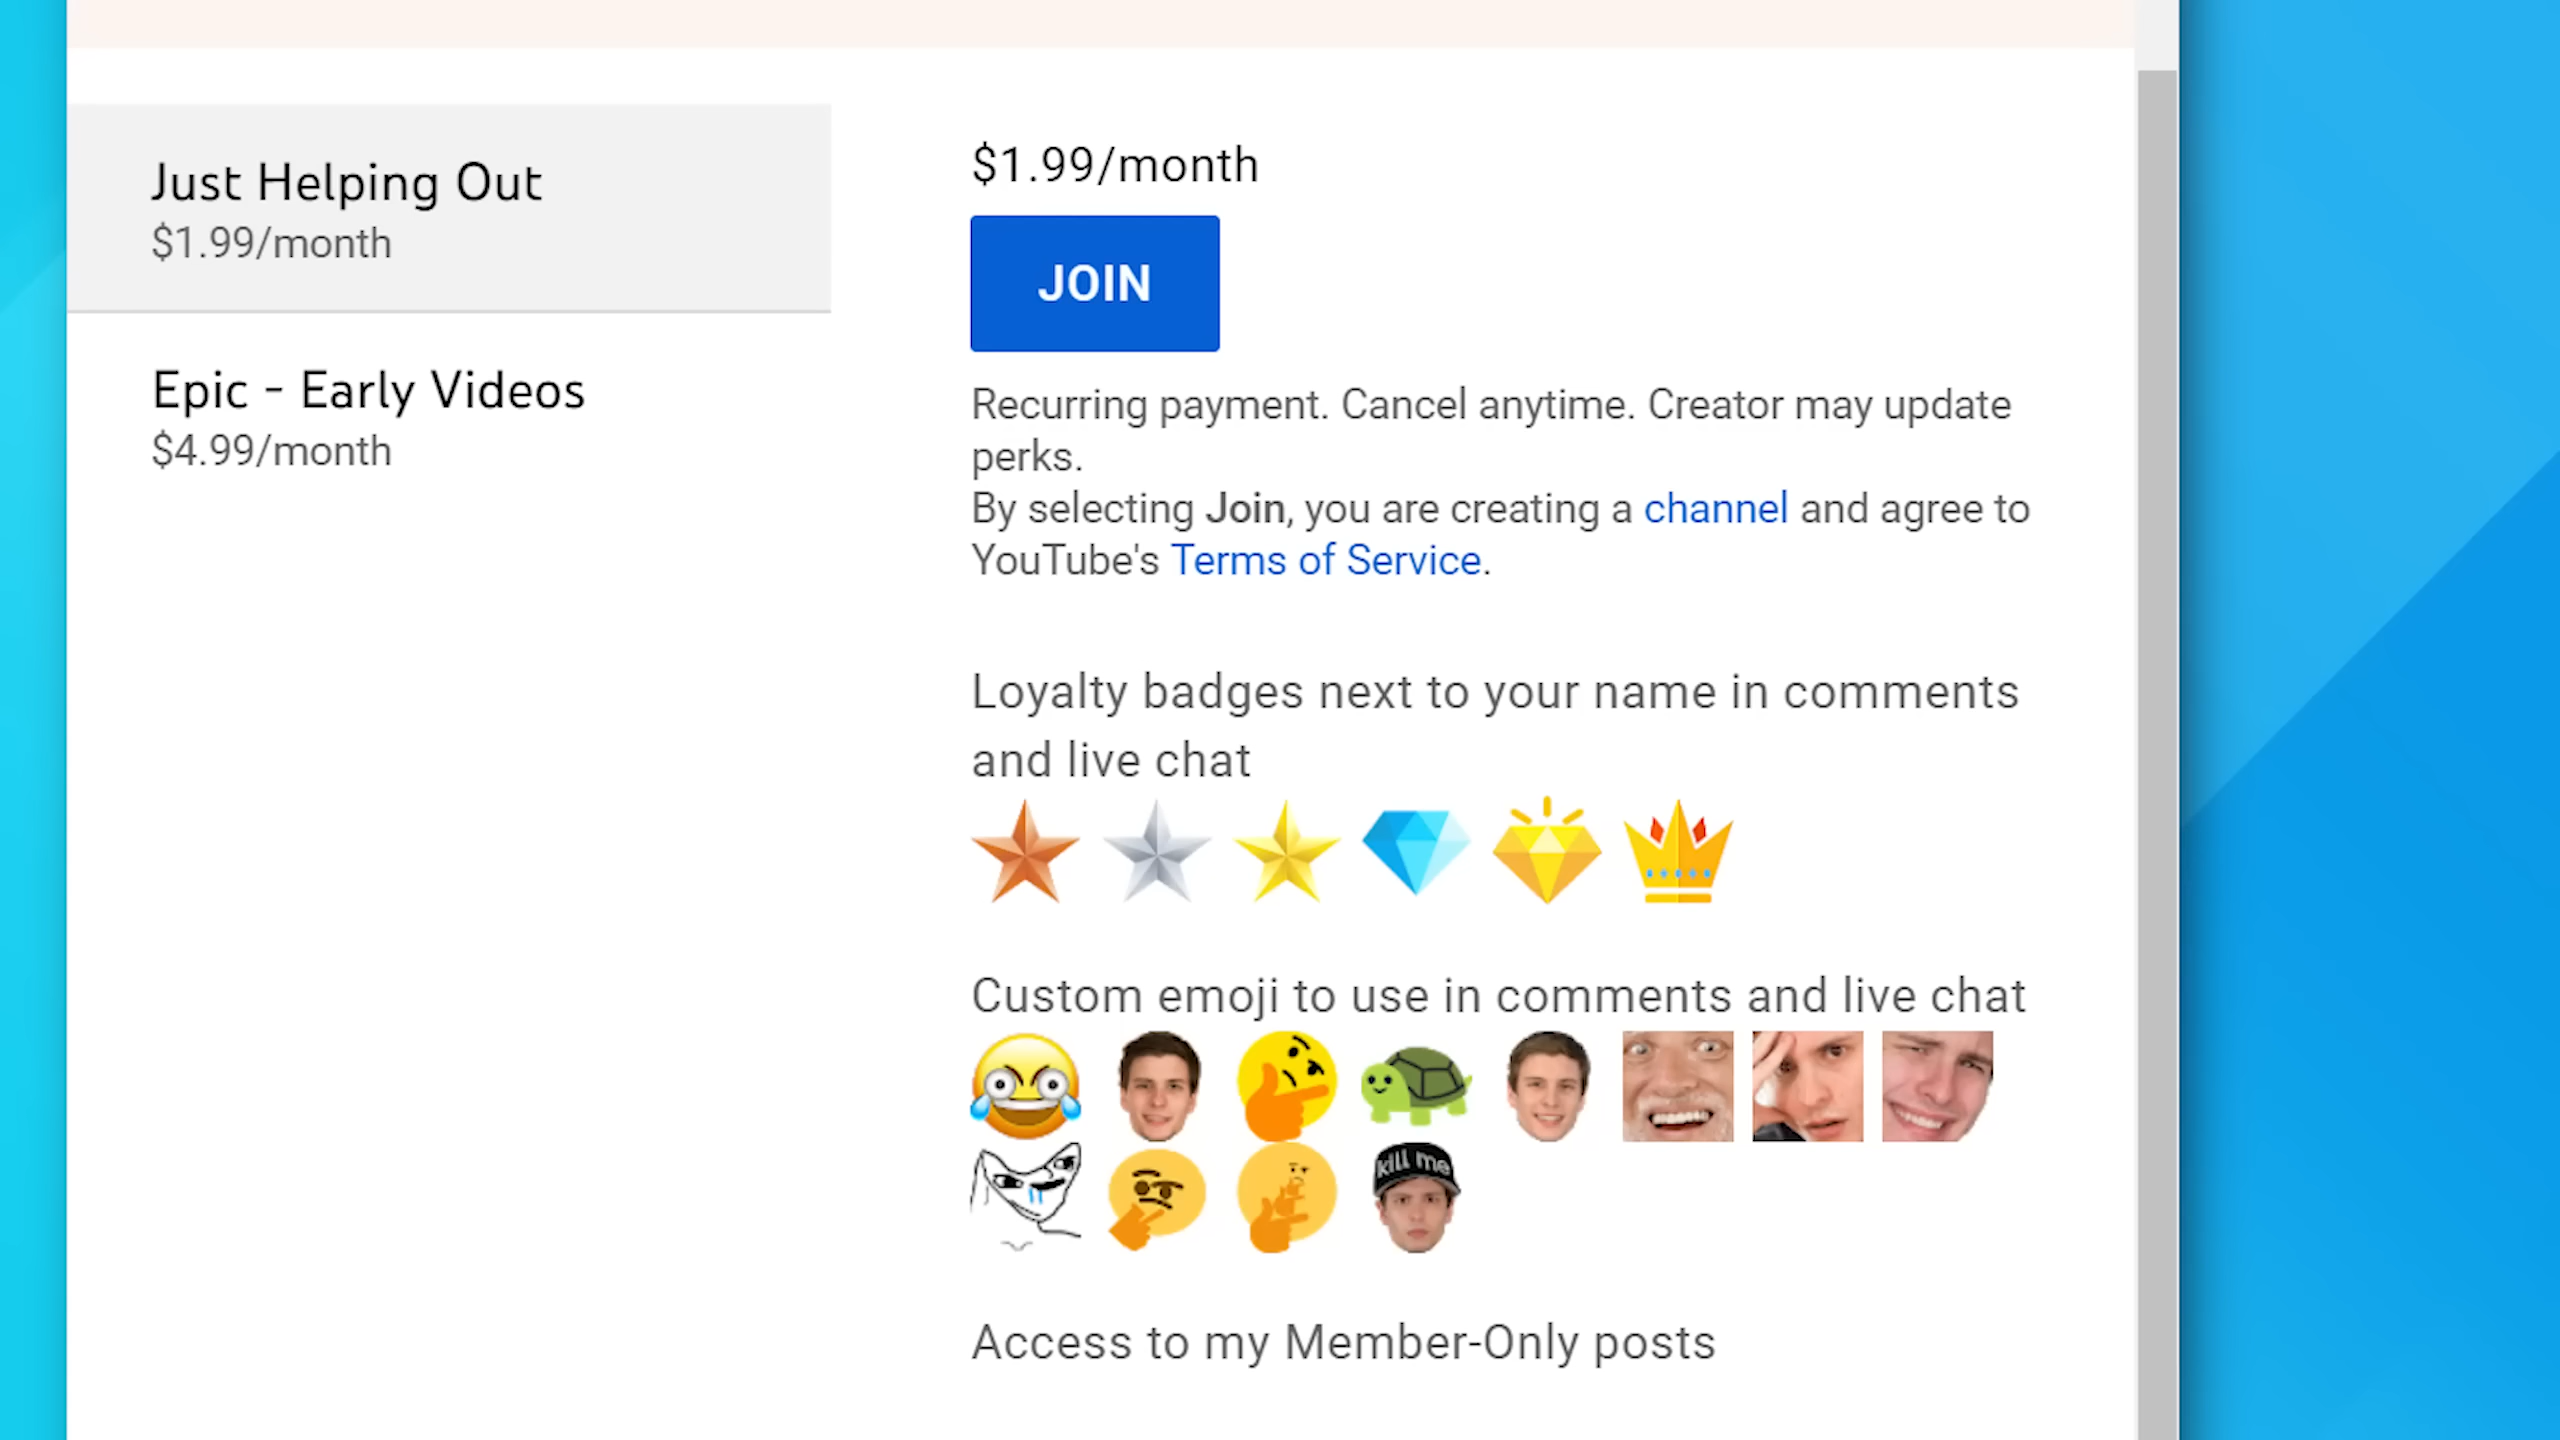 Just Helping Out
$1.99/month
Epic - Early Videos
$4.99/month
$1.99/month
JOIN
Recurring payment. Cancel anytime. Creator may update
perks.
By selecting Join, you are creating a channel and agree to
YouTube's Terms of Service.
Loyalty badges next to your name in comments
and live chat
Custom emoji to use in comments and live chat
kill me
Access to my Member-Only posts